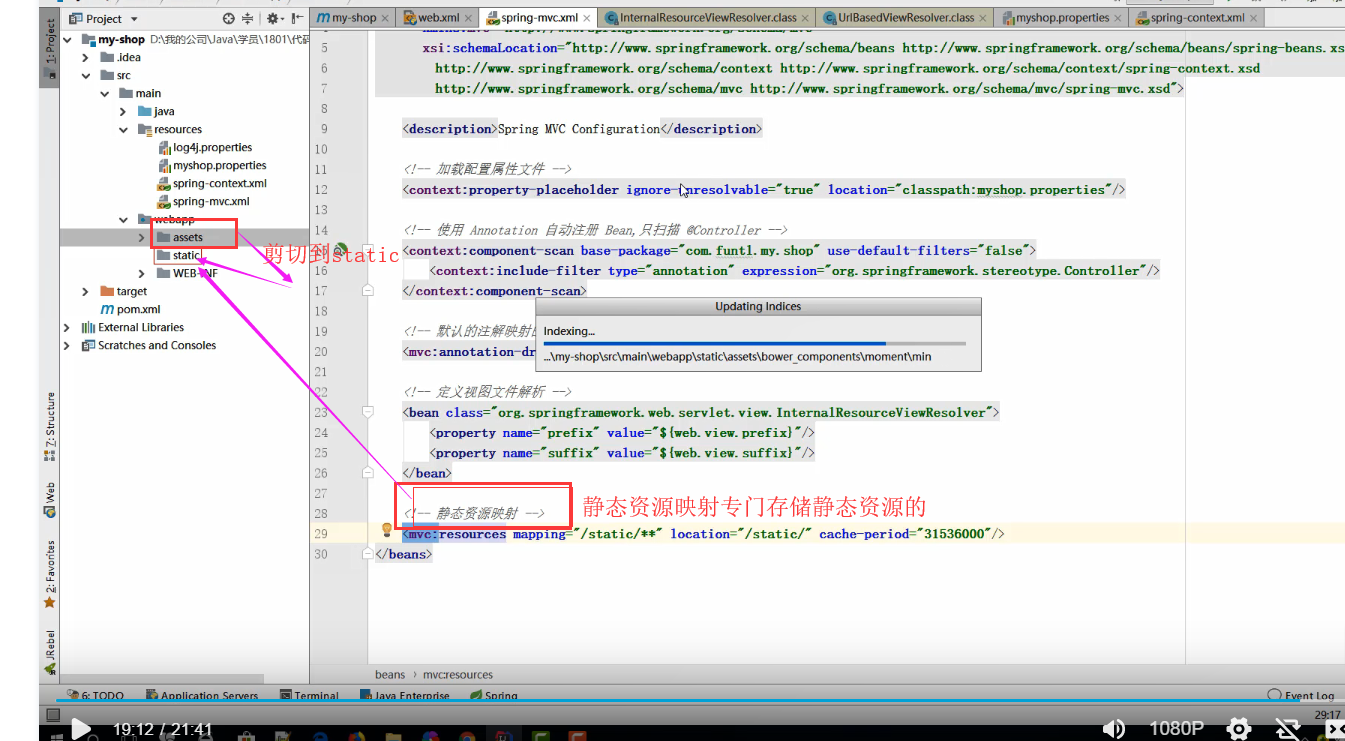 Project
my-shop
web.xml
spring-mvc.xml
InternalResourceViewResolver.class
UrlBasedViewResolver.class
myshop.properties
spring-context.xml
1: Project
my-shop D:\我的公司\Java\学员\1801\代码
.idea
src
main
java
resources
log4j.properties
myshop.properties
spring-context.xml
spring-mvc.xml
webapp
assets
static
WEB-INF
target
pom.xml
External Libraries
Scratches and Consoles
剪切到static
5 xsi:schemaLocation="http://www.springframework.org/schema/beans http://www.springframework.org/schema/beans/spring-beans.xs
6 http://www.springframework.org/schema/context http://www.springframework.org/schema/context/spring-context.xsd
7 http://www.springframework.org/schema/mvc http://www.springframework.org/schema/mvc/spring-mvc.xsd">
8
9 <description>Spring MVC Configuration</description>
10
11 <!-- 加载配置属性文件 -->
12 <context:property-placeholder ignore-unresolvable="true" location="classpath:myshop.properties"/>
13
14 <!-- 使用 Annotation 自动注册 Bean,只扫描 @Controller -->
<context:component-scan base-package="com.funtl.my.shop" use-default-filters="false">
16 <context:include-filter type="annotation" expression="org.springframework.stereotype.Controller"/>
17 </context:component-scan>
18
19 <!-- 默认的注解映射
20 <mvc:annotation-dr
21
22 <!-- 定义视图文件解析 -->
23 <bean class="org.springframework.web.servlet.view.InternalResourceViewResolver">
24 <property name="prefix" value="${web.view.prefix}"/>
25 <property name="suffix" value="${web.view.suffix}"/>
26 </bean>
27
28 <!-- 静态资源映射 -->
29 <mvc:resources mapping="/static/**" location="/static/" cache-period="31536000"/>
30 </beans>
Updating Indices
Indexing...
...\my-shop\src\main\webapp\static\assets\bower_components\moment\min
静态资源映射专门存储静态资源的
7: Structure
Web
2: Favorites
JRebel
beans › mvc:resources
6: TODO
Application Servers
Terminal
Java Enterprise
Spring
Event Log
29:17
19:12 / 21:41
1080P